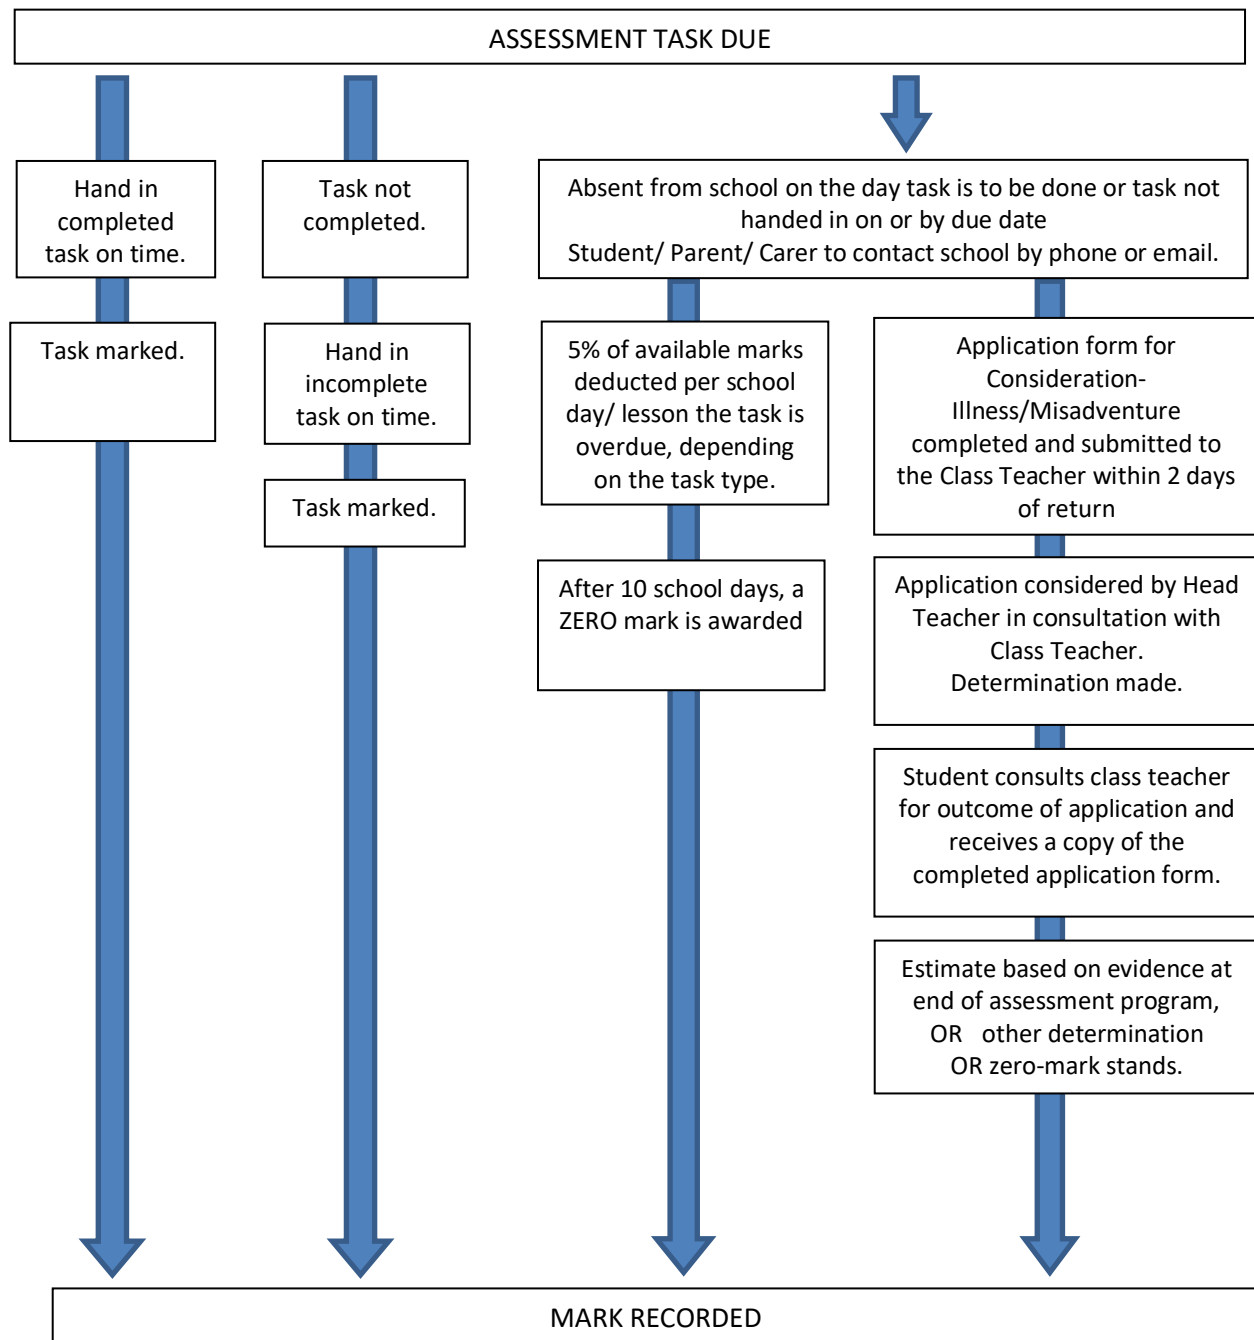 ASSESSMENT TASK DUE
Hand in
completed
task on time.
Task marked.
Task not
completed.
Hand in
incomplete
task on time.
Task marked.
Absent from school on the day task is to be done or task not
handed in on or by due date
Student/ Parent/ Carer to contact school by phone or email.
5% of available marks
deducted per school
day/ lesson the task is
overdue, depending
on the task type.
After 10 school days, a
ZERO mark is awarded
Application form for
Consideration-
Illness/Misadventure
completed and submitted to
the Class Teacher within 2 days
of return
Application considered by Head
Teacher in consultation with
Class Teacher.
Determination made.
Student consults class teacher
for outcome of application and
receives a copy of the
completed application form.
Estimate based on evidence at
end of assessment program,
OR other determination
OR zero-mark stands.
MARK RECORDED